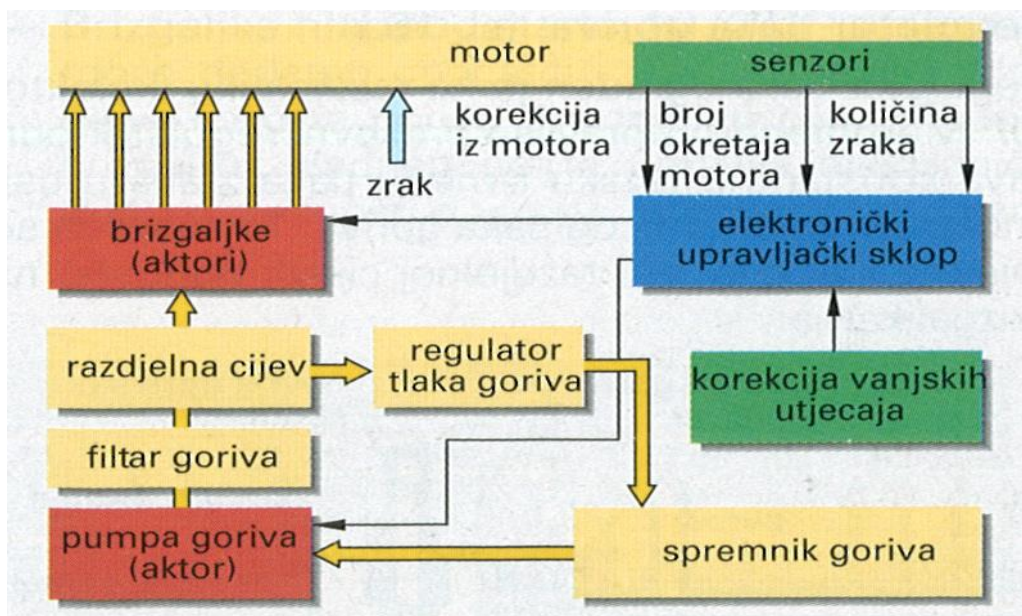 motor
senzori
korekcija
iz motora
broj
okretaja
motora
količina
zraka
zrak
brizgaljke
(aktori)
elektronički
upravljački sklop
razdjelna cijev
regulator
tlaka goriva
korekcija vanjskih
utjecaja
filtar goriva
pumpa goriva
(aktor)
spremnik goriva